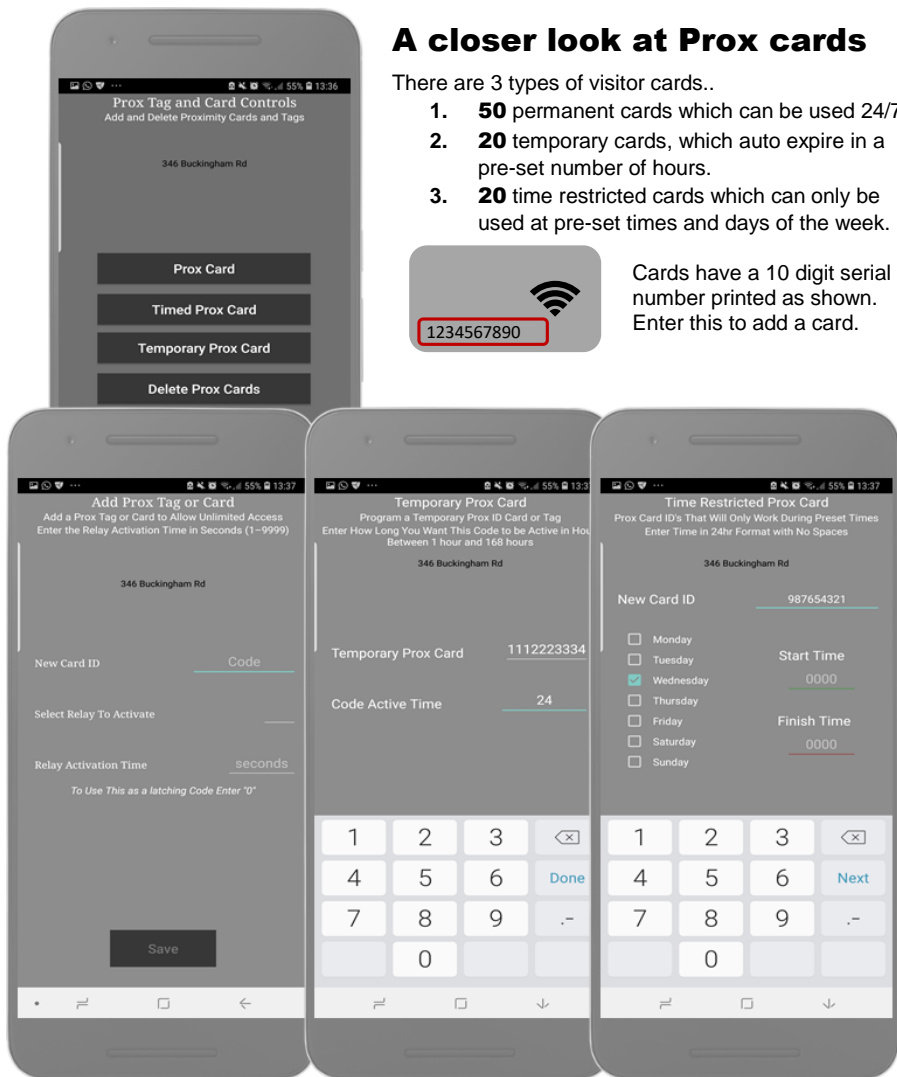 A closer look at Prox cards
There are 3 types of visitor cards..
1. 50 permanent cards which can be used 24/7
2. 20 temporary cards, which auto expire in a
pre-set number of hours.
3. 20 time restricted cards which can only be
used at pre-set times and days of the week.
1234567890
Cards have a 10 digit serial
number printed as shown.
Enter this to add a card.
55% 13:36
Prox Tag and Card Controls
Add and Delete Proximity Cards and Tags
346 Buckingham Rd
Prox Card
Timed Prox Card
Temporary Prox Card
Delete Prox Cards
55% 13:37
Add Prox Tag or Card
Add a Prox Tag or Card to Allow Unlimited Access
Enter the Relay Activation Time in Seconds (1-9999)
346 Buckingham Rd
New Card ID Code
Select Relay To Activate
Relay Activation Time seconds
To Use This as a latching Code Enter "0"
Save
55% 13:37
Temporary Prox Card
Program a Temporary Prox ID Card or Tag
Enter How Long You Want This Code to be Active in Hou
Between 1 hour and 168 hours
346 Buckingham Rd
Temporary Prox Card 1112223334
Code Active Time 24
1 2 3
4 5 6 Done
7 8 9 .-
0
55% 13:37
Time Restricted Prox Card
Prox Card ID's That Will Only Work During Preset Times
Enter Time in 24hr Format with No Spaces
346 Buckingham Rd
New Card ID 987654321
Monday
Tuesday
Wednesday
Thursday
Friday
Saturday
Sunday
Start Time
0000
Finish Time
0000
1 2 3
4 5 6 Next
7 8 9 .-
0